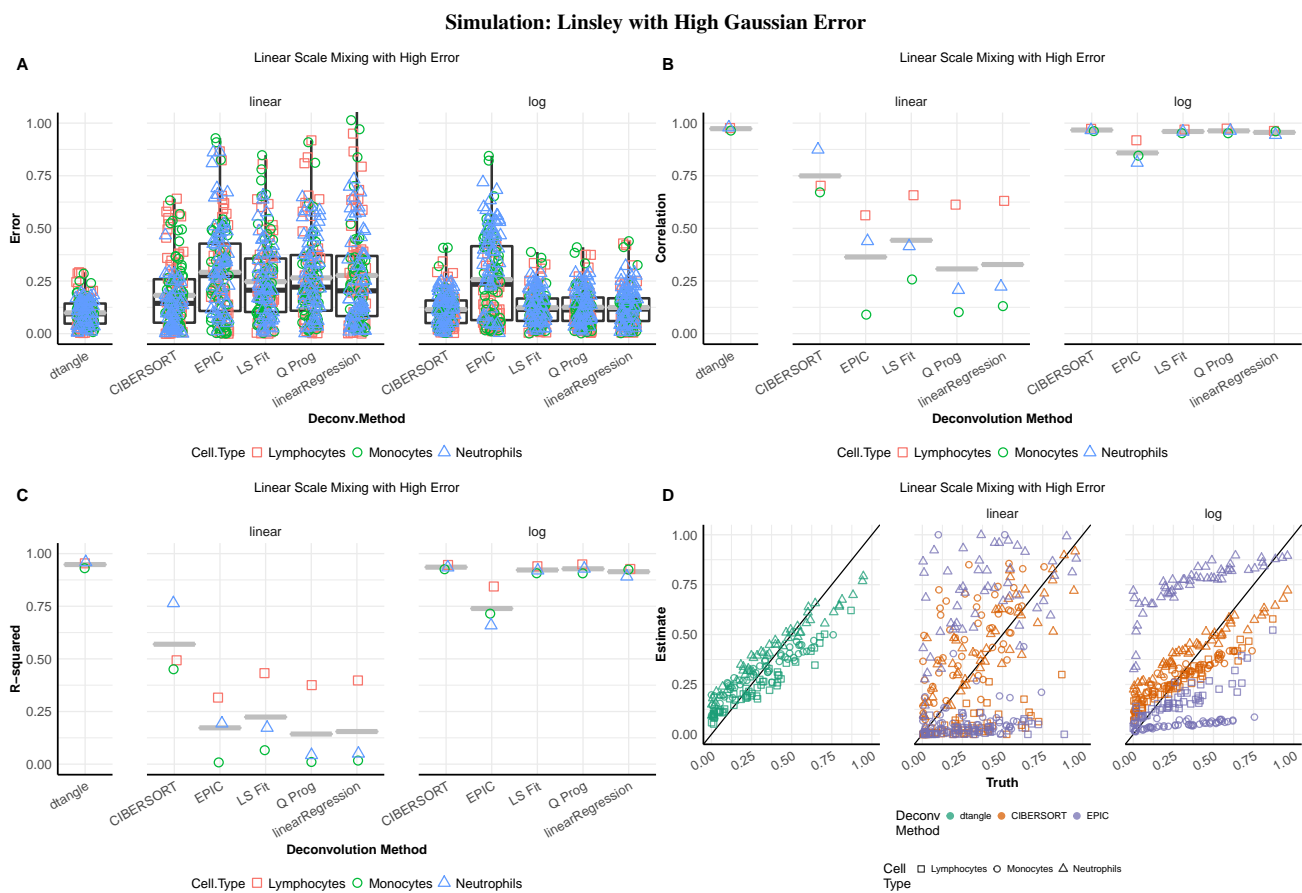 Simulation: Linsley with High Gaussian Error
A
Linear Scale Mixing with High Error
linear
log
1.00
0.75
0.50
0.25
0.00
Error
dtangle
CIBERSORT
EPIC
LS Fit
Q Prog
linearRegression
CIBERSORT
EPIC
LS Fit
Q Prog
linearRegression
Deconv.Method
Cell.Type Lymphocytes Monocytes Neutrophils
B
Linear Scale Mixing with High Error
linear
log
1.00
0.75
0.50
0.25
0.00
Correlation
dtangle
CIBERSORT
EPIC
LS Fit
Q Prog
linearRegression
CIBERSORT
EPIC
LS Fit
Q Prog
linearRegression
Deconvolution Method
Cell.Type Lymphocytes Monocytes Neutrophils
C
Linear Scale Mixing with High Error
linear
log
1.00
0.75
0.50
0.25
0.00
R-squared
dtangle
CIBERSORT
EPIC
LS Fit
Q Prog
linearRegression
CIBERSORT
EPIC
LS Fit
Q Prog
linearRegression
Deconvolution Method
Cell.Type Lymphocytes Monocytes Neutrophils
D
Linear Scale Mixing with High Error
linear
log
1.00
0.75
0.50
0.25
0.00
Estimate
0.00 0.25 0.50 0.75 1.00
0.00 0.25 0.50 0.75 1.00
0.00 0.25 0.50 0.75 1.00
Truth
Deconv
Method
dtangle CIBERSORT EPIC
Cell
Type
Lymphocytes Monocytes Neutrophils